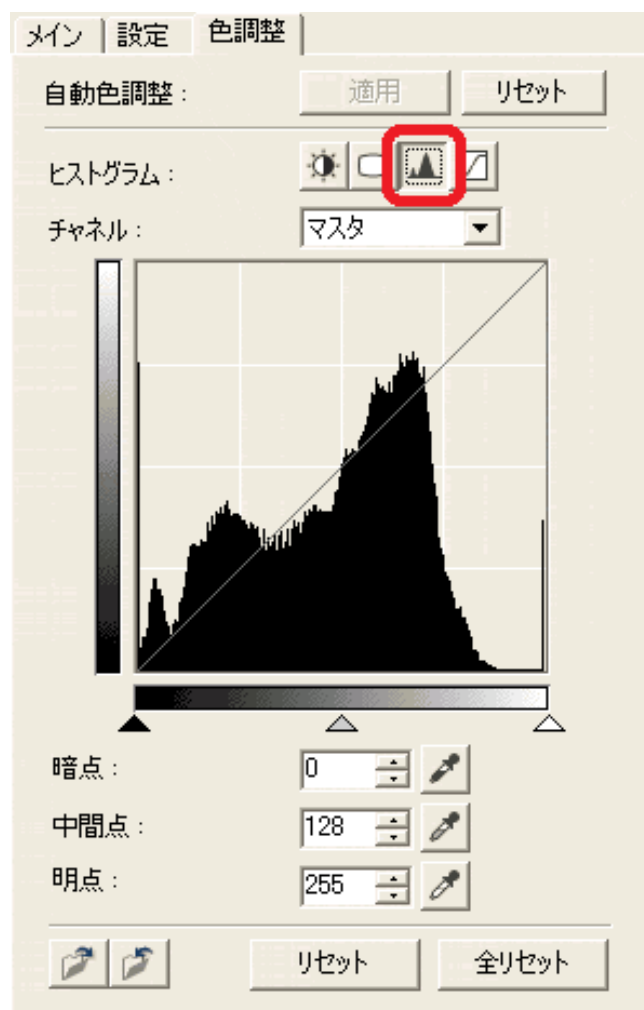 メイン 設定 色調整
自動色調整： 適用 リセット
ヒストグラム：
チャネル： マスタ
暗点： 0
中間点： 128
明点： 255
リセット 全リセット